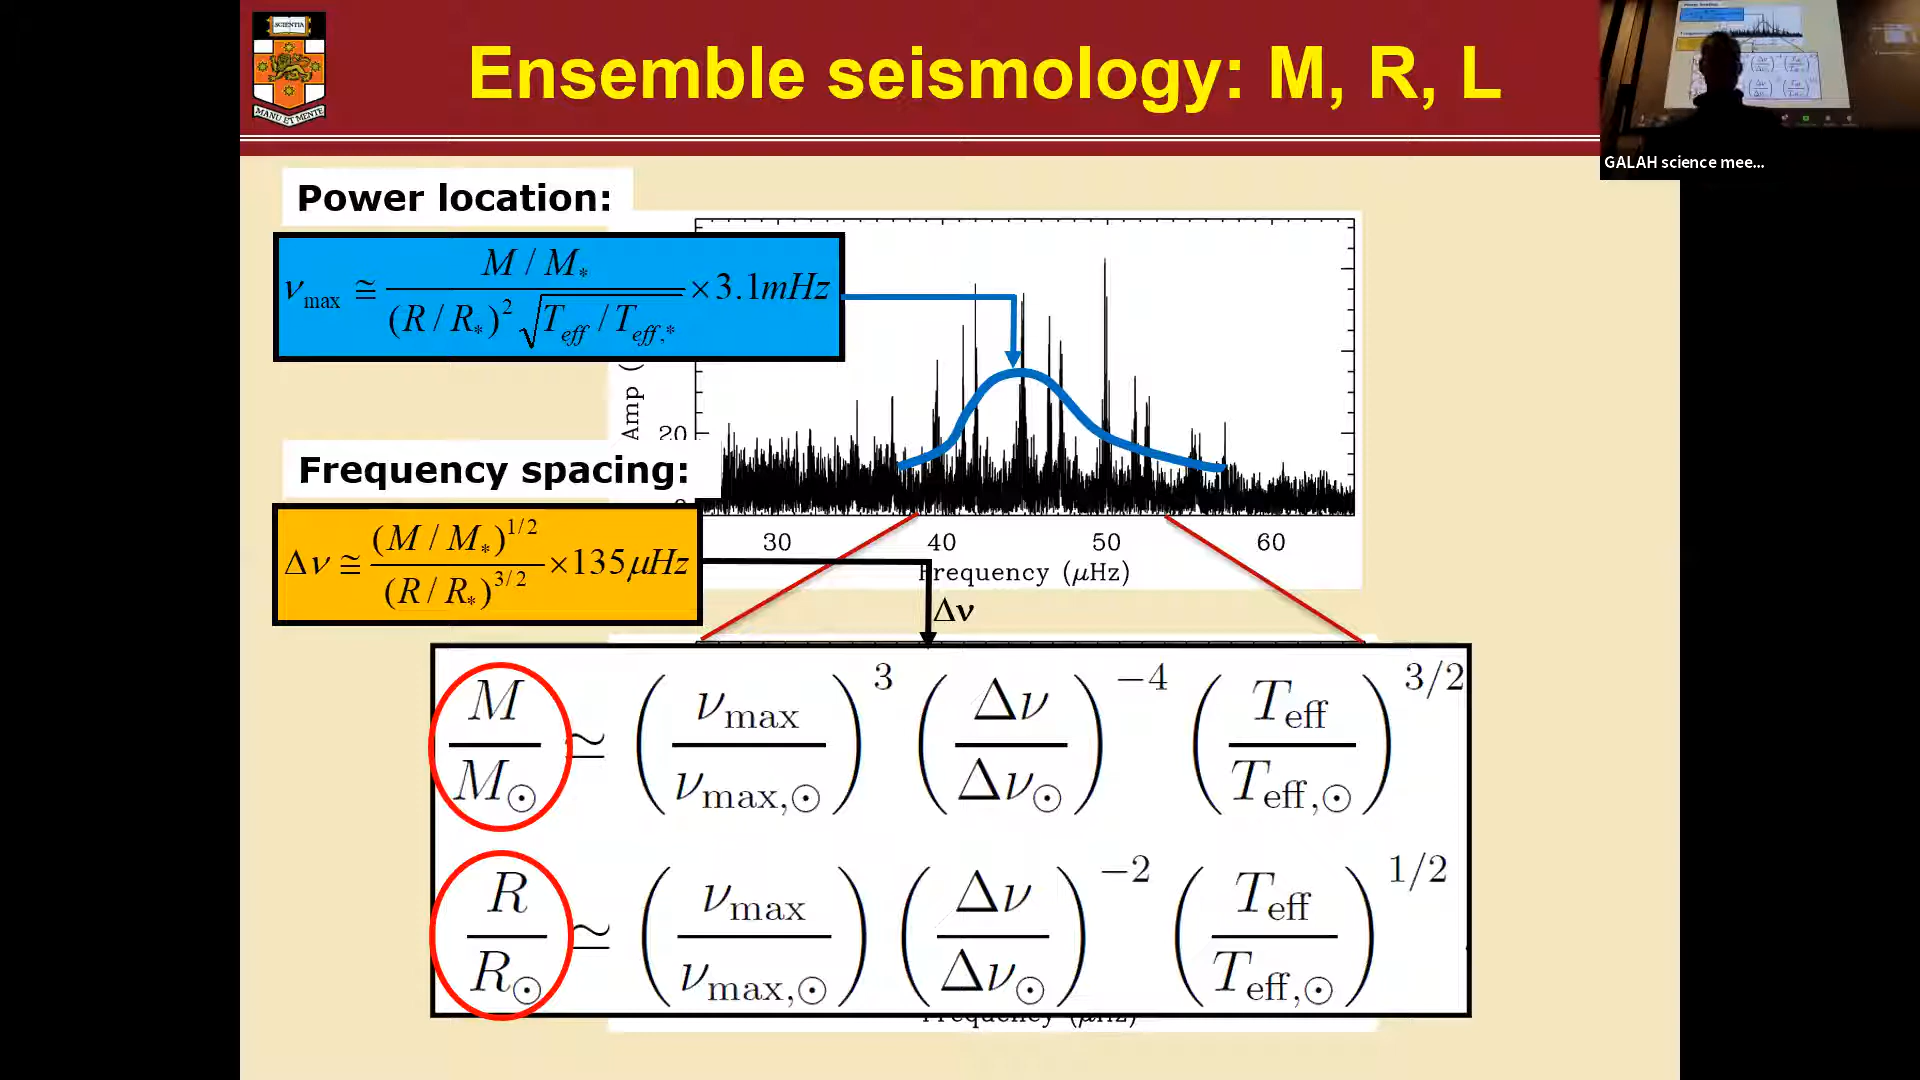 SCIENTIA
MANU ET MENTE
Ensemble seismology: M, R, L
GALAH science mee...
Power location:
ν_max ≅ (M / M_*) / ((R / R_*)^2 √(T_eff / T_eff,*)) × 3.1mHz
Amp (
20
Frequency spacing:
Δν ≅ (M / M_*)^1/2 / (R / R_*)^3/2 × 135μHz
30 40 50 60
Frequency (μHz)
Δν
M/M_⊙ ≃ (ν_max / ν_max,⊙)^3 (Δν / Δν_⊙)^−4 (T_eff / T_eff,⊙)^3/2
R/R_⊙ ≃ (ν_max / ν_max,⊙) (Δν / Δν_⊙)^−2 (T_eff / T_eff,⊙)^1/2
Frequency (μHz)